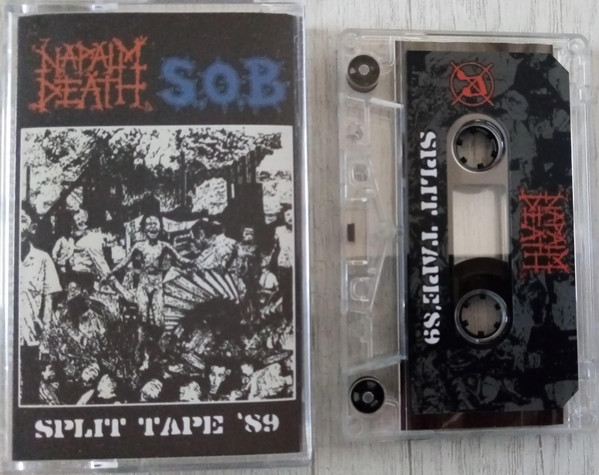 NAPALM
DEATH
S.O.B
SPLIT TAPE '89
SPLIT TAPE '89
NAPALM
DEATH